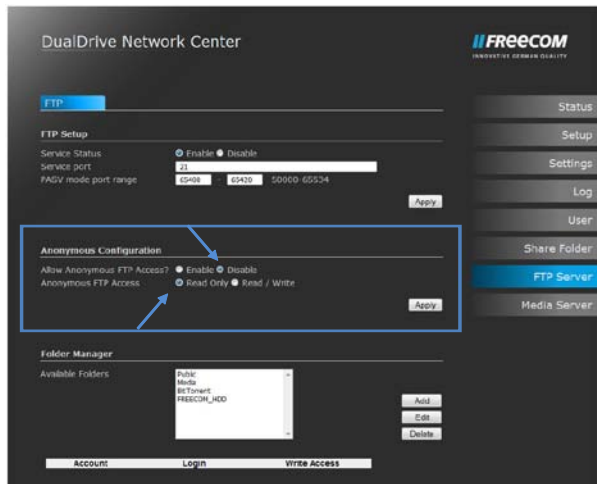 DualDrive Network Center
FREECOM
INNOVATIVE GERMAN QUALITY
FTP
FTP Setup
Service Status Enable Disable
Service port 21
PASV mode port range 65408 - 65420 50000-65534
Apply
Anonymous Configuration
Allow Anonymous FTP Access? Enable Disable
Anonymous FTP Access Read Only Read / Write
Apply
Folder Manager
Available Folders
Public
Media
BitTorrent
FREECOM_HDD
Add
Edit
Delete
Account Login Write Access
Status
Setup
Settings
Log
User
Share Folder
FTP Server
Media Server